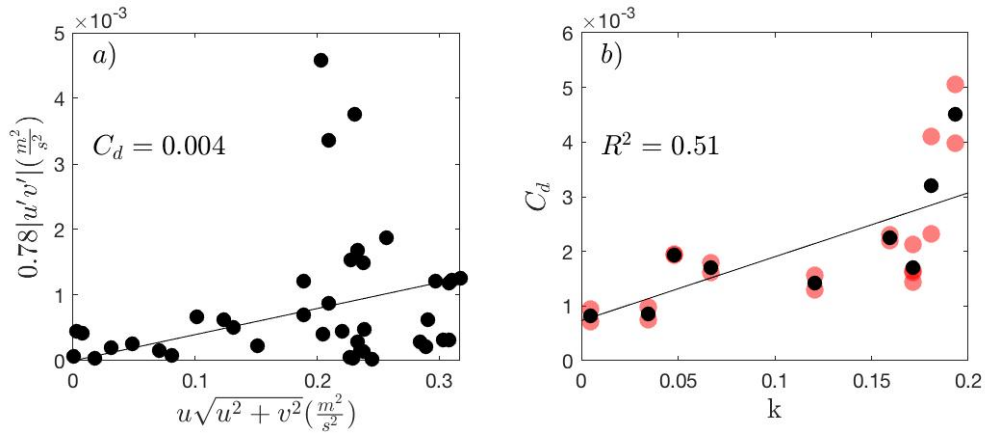 ×10⁻³
a)
5
4
3
2
1
0
C_d = 0.004
0.78|u'v'|(m²/s²)
0 0.1 0.2 0.3
u√(u² + v²)(m²/s²)
×10⁻³
b)
6
5
4
3
2
1
0
R² = 0.51
C_d
0 0.05 0.1 0.15 0.2
k